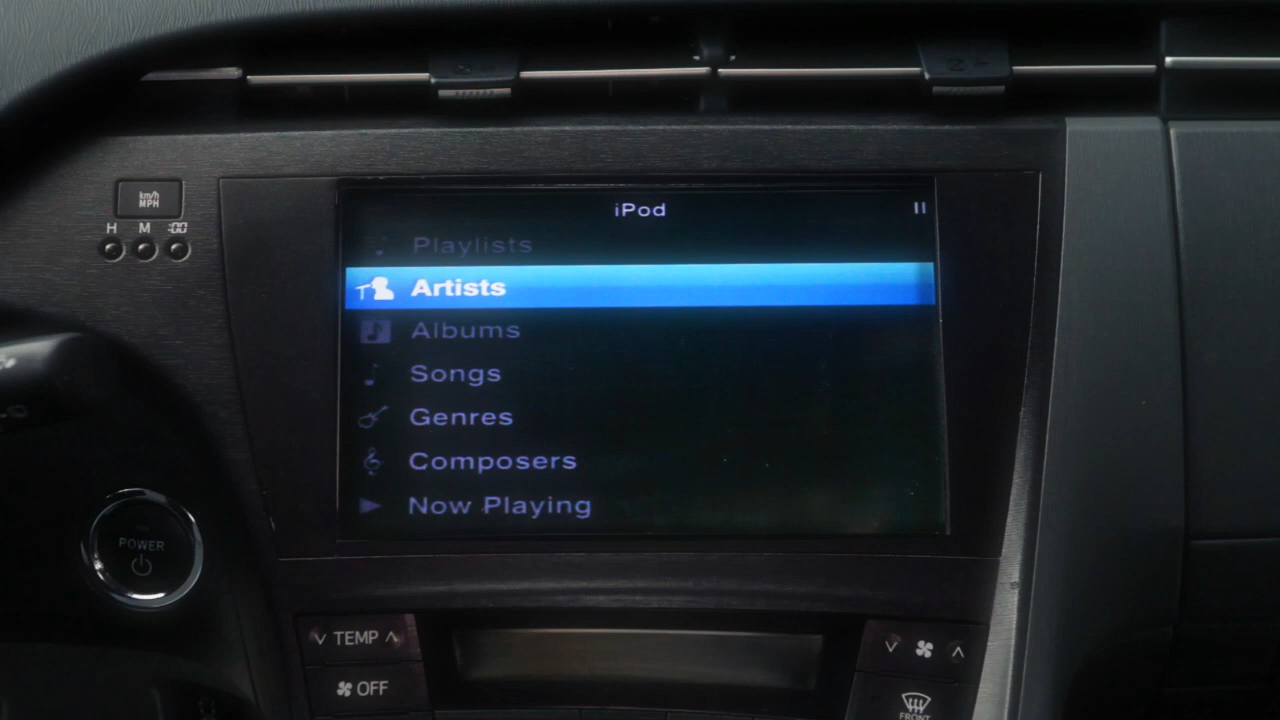 iPod
Playlists
Artists
Albums
Songs
Genres
Composers
Now Playing
km/h
MPH
H M :00
POWER
TEMP
OFF
FRONT